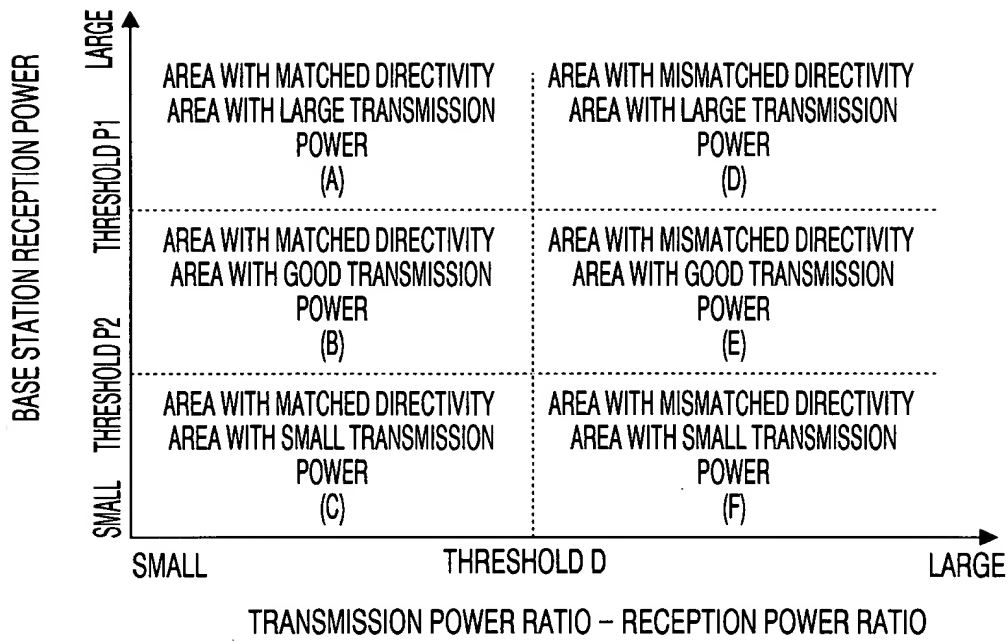 BASE STATION RECEPTION POWER
SMALL THRESHOLD P2 THRESHOLD P1 LARGE
AREA WITH MATCHED DIRECTIVITY
AREA WITH LARGE TRANSMISSION
POWER
(A)
AREA WITH MISMATCHED DIRECTIVITY
AREA WITH LARGE TRANSMISSION
POWER
(D)
AREA WITH MATCHED DIRECTIVITY
AREA WITH GOOD TRANSMISSION
POWER
(B)
AREA WITH MISMATCHED DIRECTIVITY
AREA WITH GOOD TRANSMISSION
POWER
(E)
AREA WITH MATCHED DIRECTIVITY
AREA WITH SMALL TRANSMISSION
POWER
(C)
AREA WITH MISMATCHED DIRECTIVITY
AREA WITH SMALL TRANSMISSION
POWER
(F)
SMALL THRESHOLD D LARGE
TRANSMISSION POWER RATIO – RECEPTION POWER RATIO